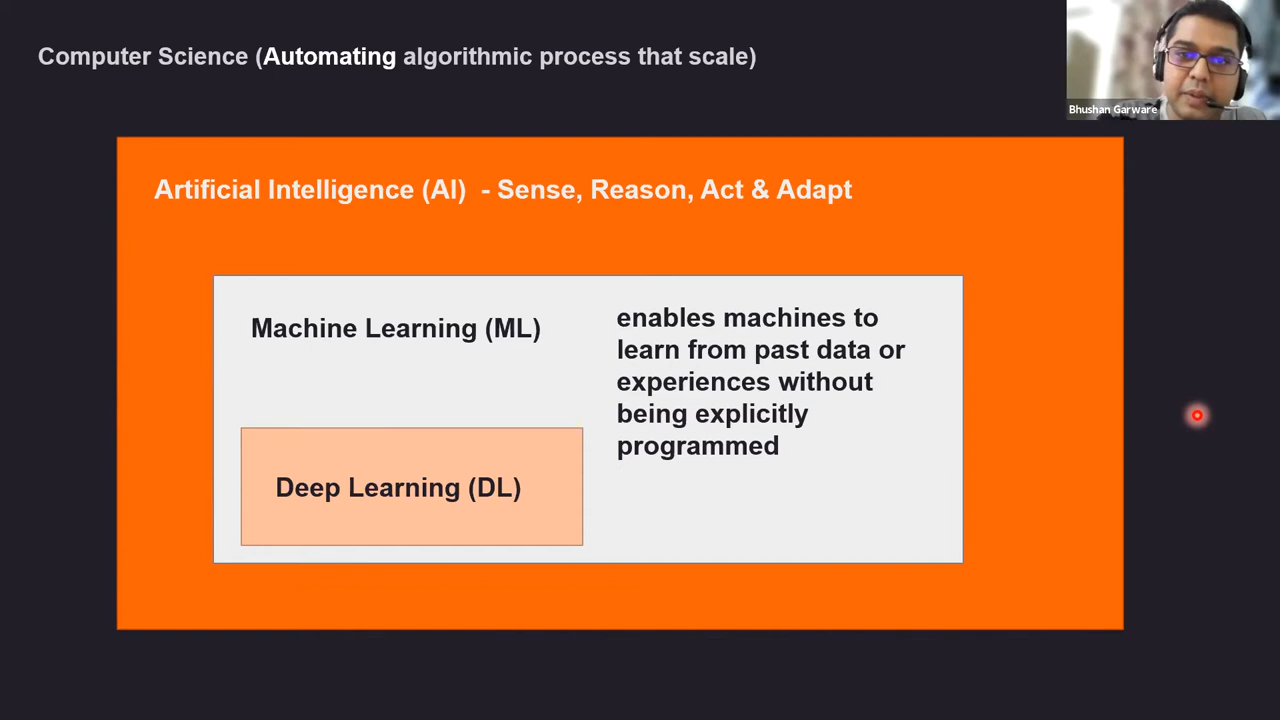 Computer Science (Automating algorithmic process that scale)
Bhushan Garware
Artificial Intelligence (AI)  - Sense, Reason, Act & Adapt
Machine Learning (ML)
enables machines to
learn from past data or
experiences without
being explicitly
programmed
Deep Learning (DL)